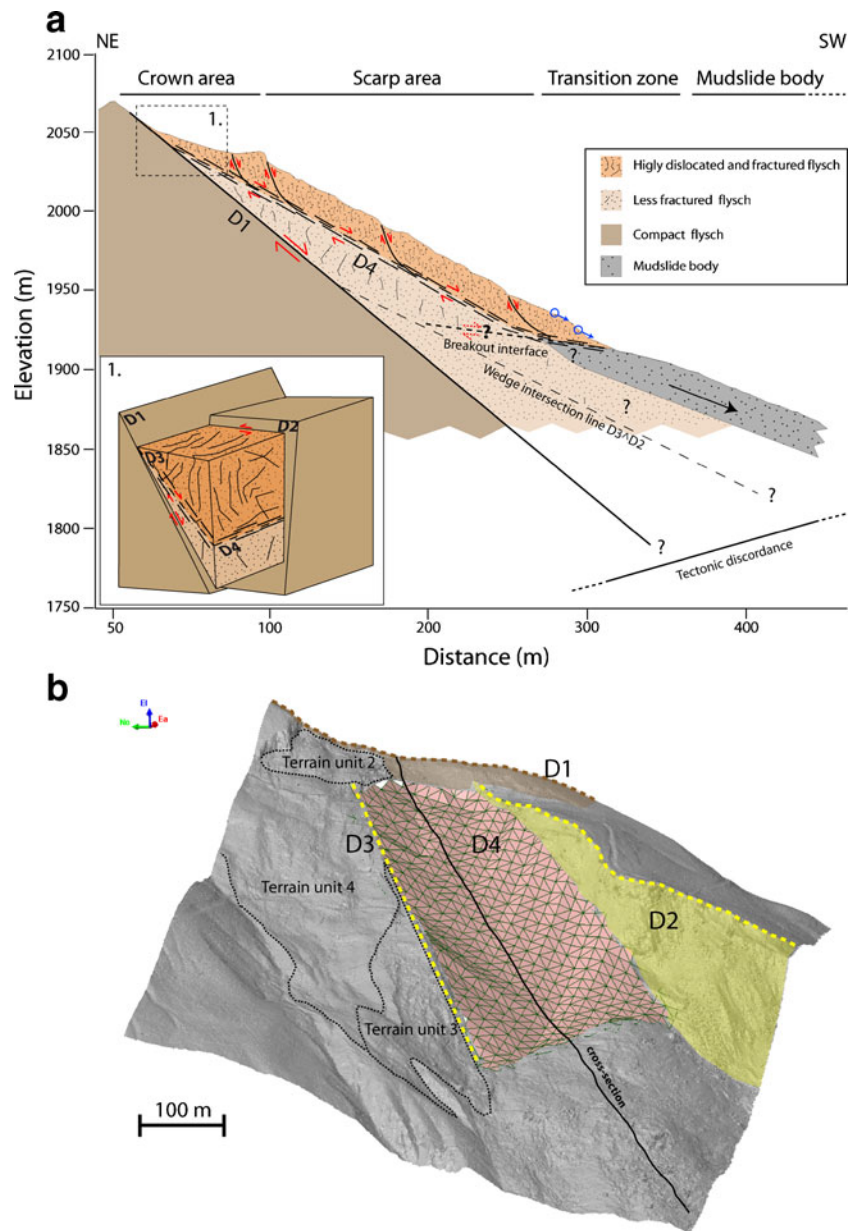 a
NE
SW
2100
2050
2000
1950
1900
1850
1800
1750
Elevation (m)
Crown area
Scarp area
Transition zone
Mudslide body
1.
Higly dislocated and fractured flysch
Less fractured flysch
Compact flysch
Mudslide body
D1
D4
?
Breakout interface
?
Wedge intersection line D3^D2
?
?
?
Tectonic discordance
1.
D1
D2
D3
D4
50
100
200
300
400
Distance (m)
b
El
No
Ea
Terrain unit 2
D1
D3
D4
D2
Terrain unit 4
Terrain unit 3
cross-section
100 m